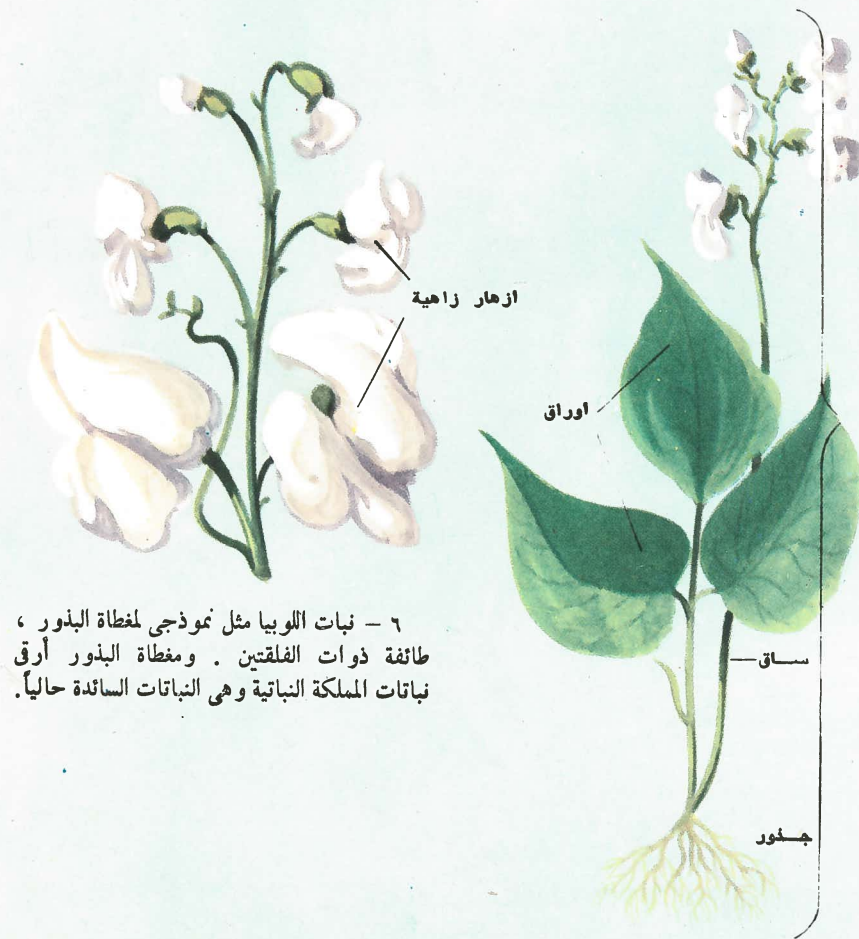 ازهار زاهية
أوراق
ساق
جذور
٦ – نبات اللوبيا مثل نموذجى لمغطاة البذور ،
طائفة ذوات الفلقتين . ومغطاة البذور أرقى
نباتات المملكة النباتية وهى النباتات السائدة حالياً.